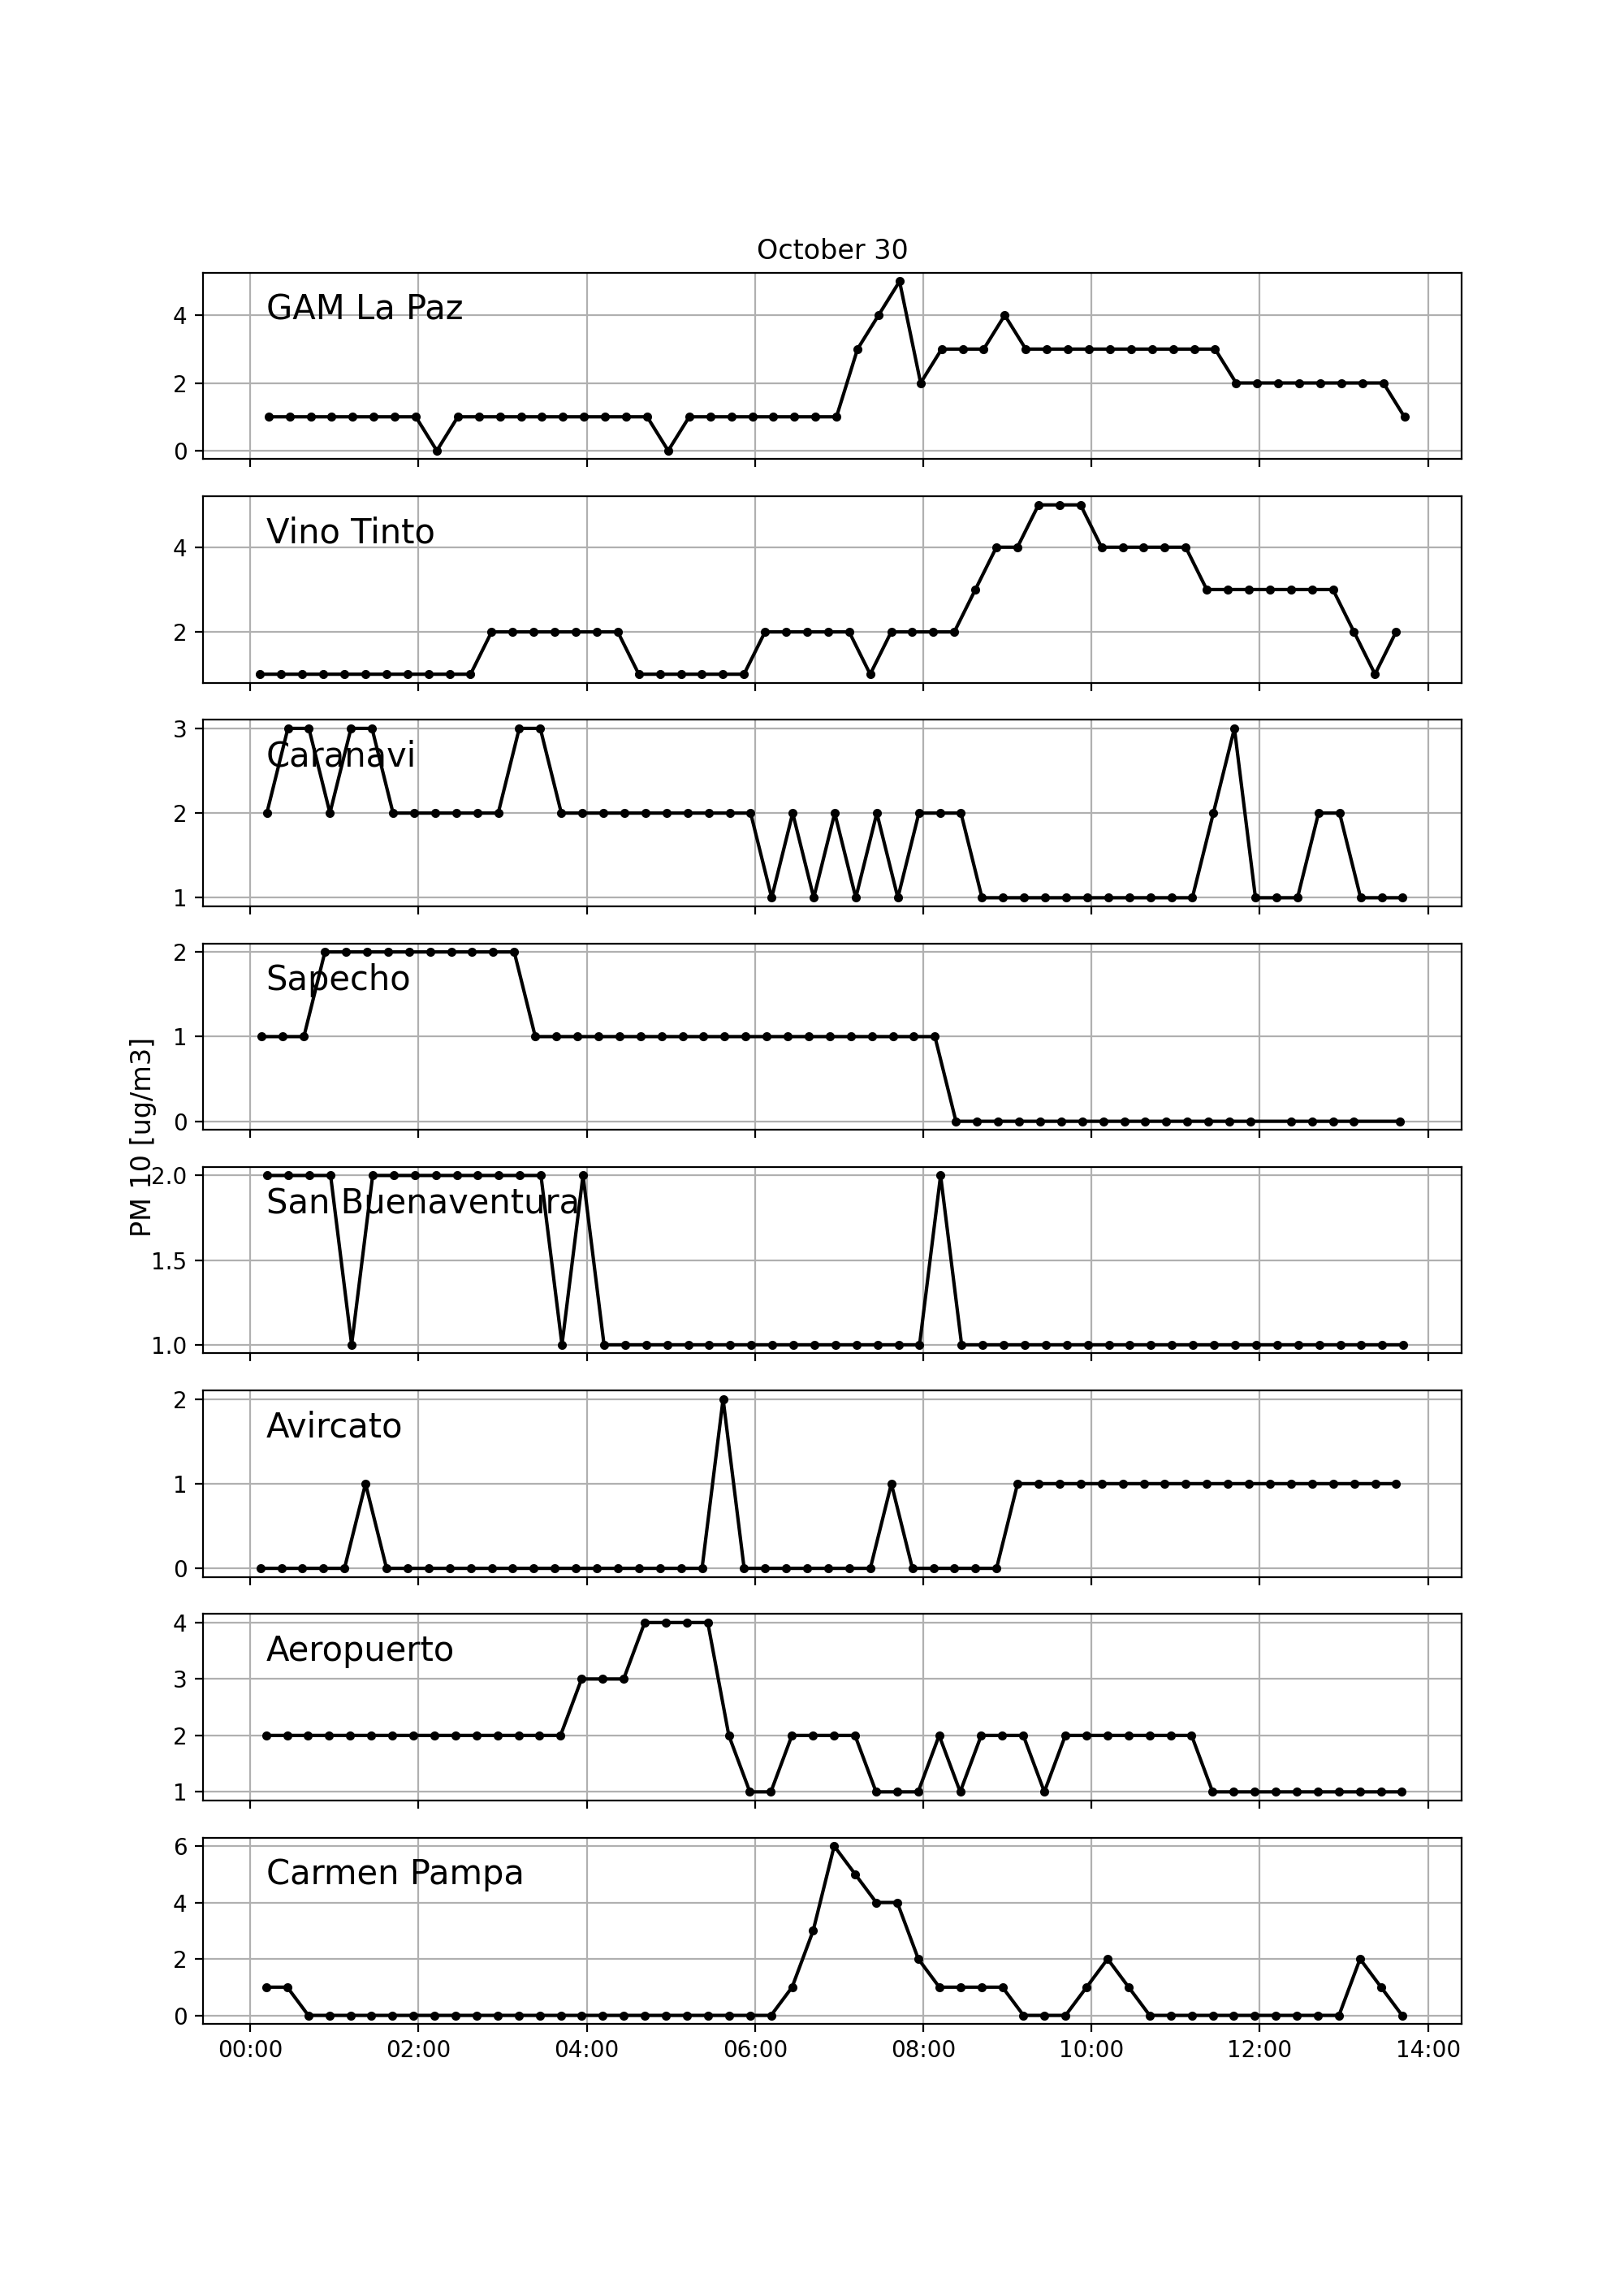 October 30
GAM La Paz
4
2
0
Vino Tinto
4
2
Caranavi
3
2
1
Sapecho
2
1
0
PM 10 [ug/m3]
San Buenaventura
2.0
1.5
1.0
Avircato
2
1
0
Aeropuerto
4
3
2
1
Carmen Pampa
6
4
2
0
00:00 02:00 04:00 06:00 08:00 10:00 12:00 14:00